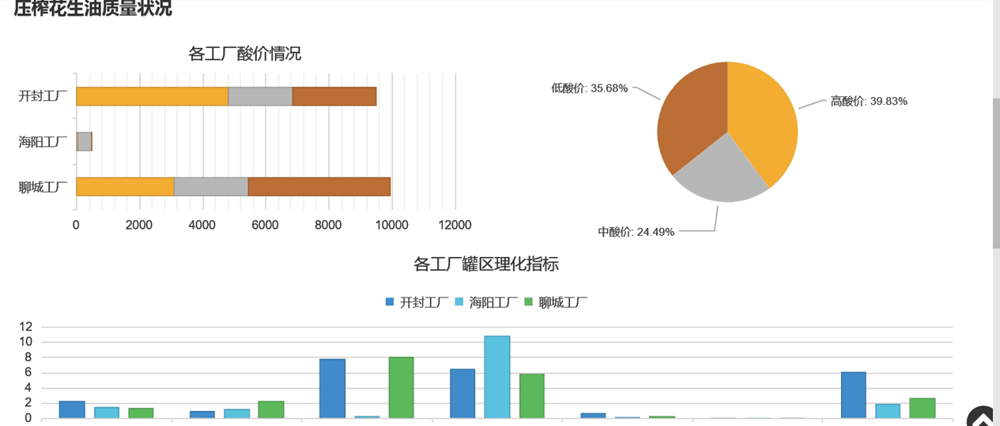 压榨花生油质量状况
各工厂酸价情况
开封工厂
海阳工厂
聊城工厂
0 2000 4000 6000 8000 10000 12000
低酸价: 35.68%
高酸价: 39.83%
中酸价: 24.49%
各工厂罐区理化指标
开封工厂 海阳工厂 聊城工厂
12
10
8
6
4
2
0